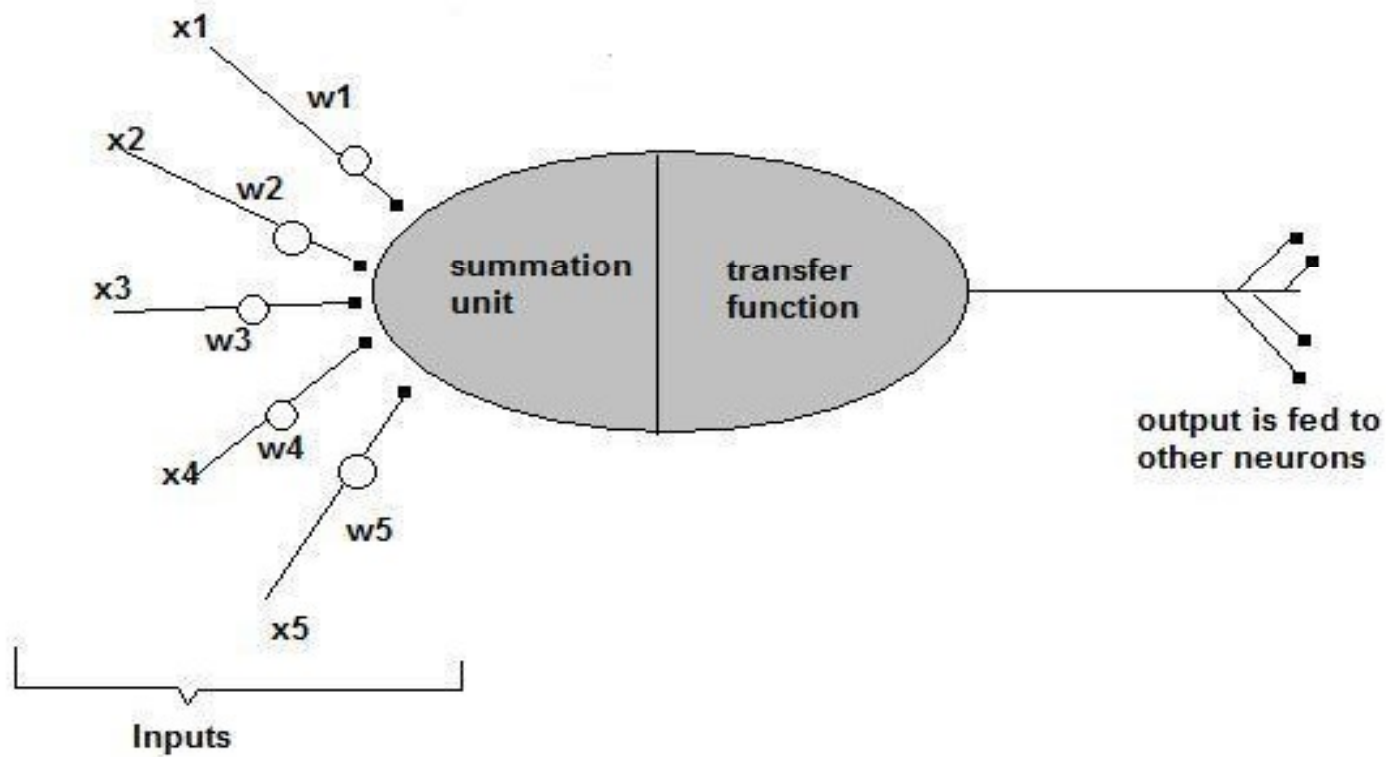 x1
w1
x2
w2
x3
w3
w4
x4
w5
x5
summation
unit
transfer
function
output is fed to
other neurons
Inputs